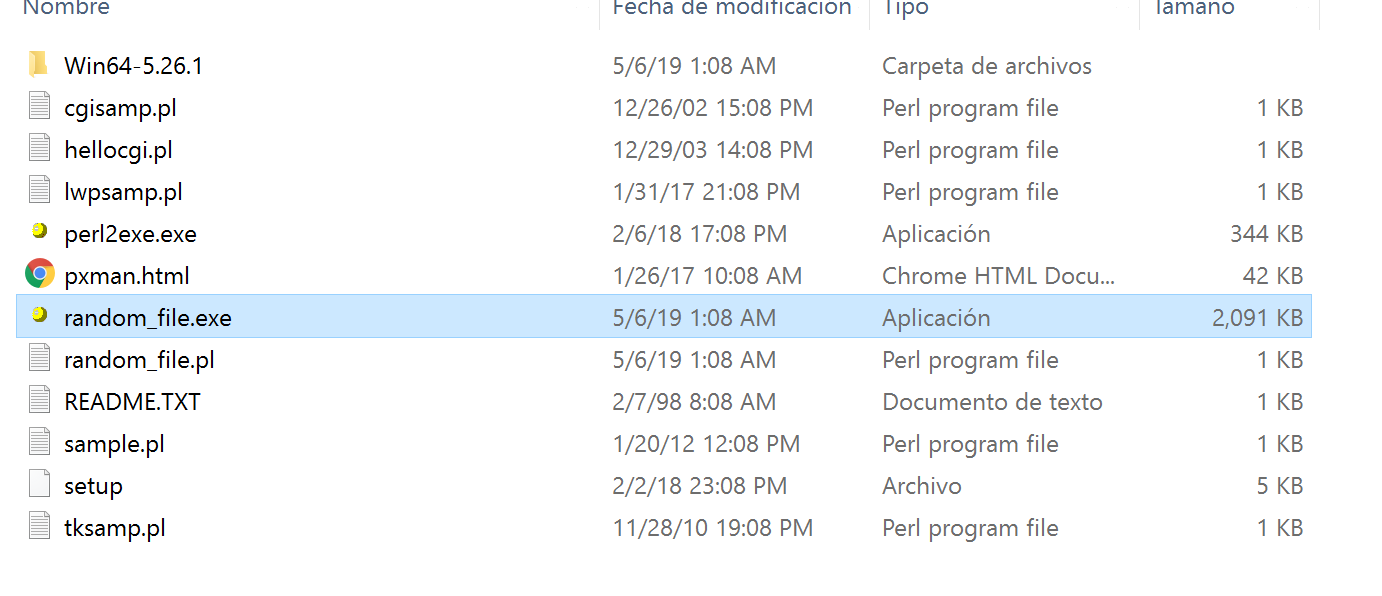 Nombre Fecha de modificación Tipo Tamaño
Win64-5.26.1 5/6/19 1:08 AM Carpeta de archivos
cgisamp.pl 12/26/02 15:08 PM Perl program file 1 KB
hellocgi.pl 12/29/03 14:08 PM Perl program file 1 KB
lwpsamp.pl 1/31/17 21:08 PM Perl program file 1 KB
perl2exe.exe 2/6/18 17:08 PM Aplicación 344 KB
pxman.html 1/26/17 10:08 AM Chrome HTML Docu... 42 KB
random_file.exe 5/6/19 1:08 AM Aplicación 2,091 KB
random_file.pl 5/6/19 1:08 AM Perl program file 1 KB
README.TXT 2/7/98 8:08 AM Documento de texto 1 KB
sample.pl 1/20/12 12:08 PM Perl program file 1 KB
setup 2/2/18 23:08 PM Archivo 5 KB
tksamp.pl 11/28/10 19:08 PM Perl program file 1 KB